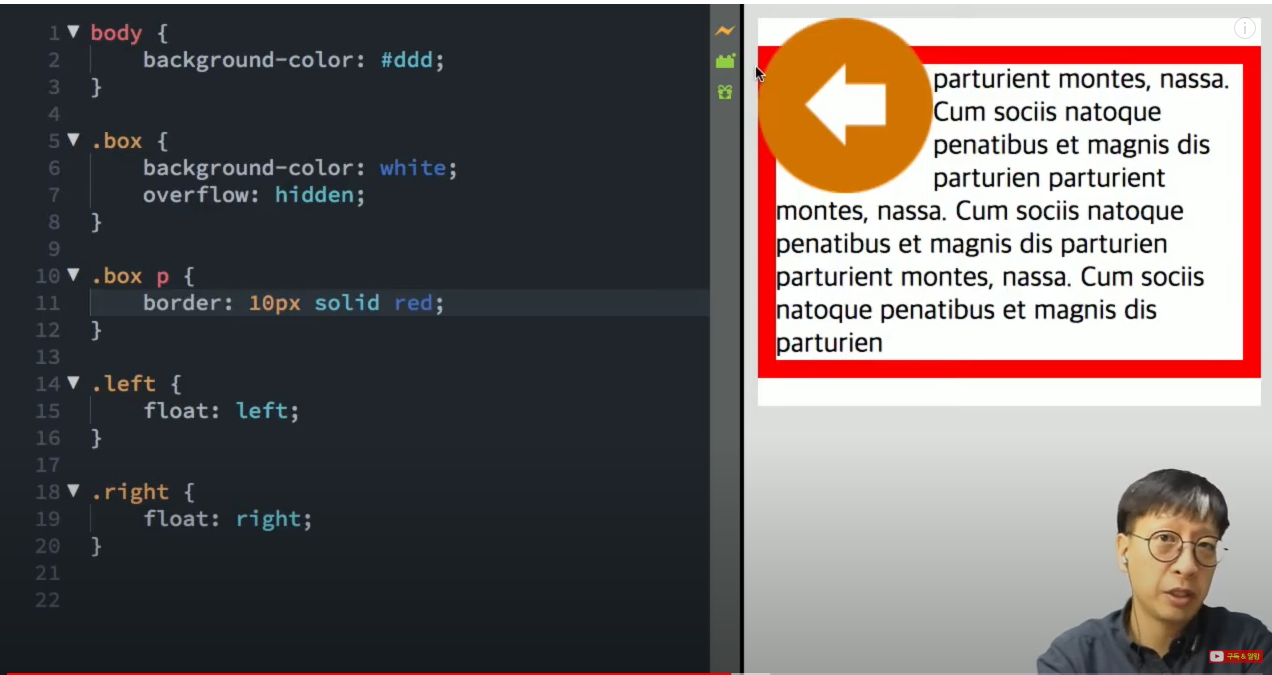 1 body {
2 background-color: #ddd;
3 }
4
5 .box {
6 background-color: white;
7 overflow: hidden;
8 }
9
10 .box p {
11 border: 10px solid red;
12 }
13
14 .left {
15 float: left;
16 }
17
18 .right {
19 float: right;
20 }
21
22
parturient montes, nassa.
Cum sociis natoque
penatibus et magnis dis
parturien parturient
montes, nassa. Cum sociis natoque
penatibus et magnis dis parturien
parturient montes, nassa. Cum sociis
natoque penatibus et magnis dis
parturien
구독&알림